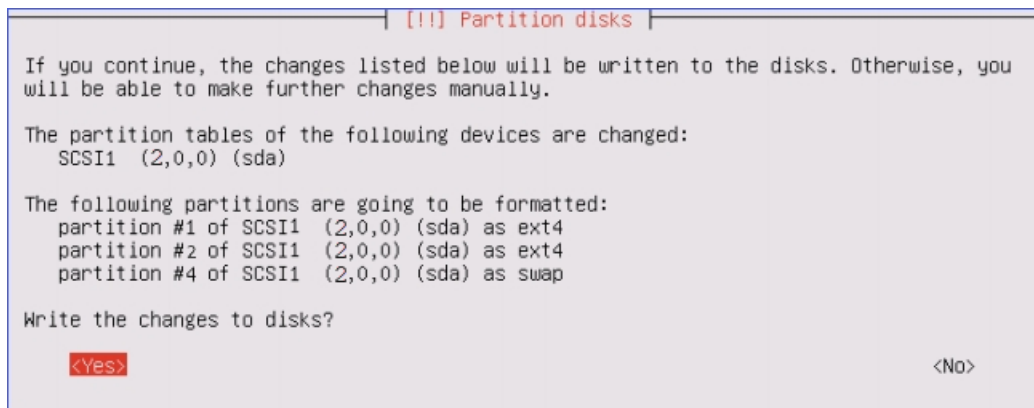 [!!] Partition disks
If you continue, the changes listed below will be written to the disks. Otherwise, you
will be able to make further changes manually.
The partition tables of the following devices are changed:
SCSI1 (2,0,0) (sda)
The following partitions are going to be formatted:
partition #1 of SCSI1 (2,0,0) (sda) as ext4
partition #2 of SCSI1 (2,0,0) (sda) as ext4
partition #4 of SCSI1 (2,0,0) (sda) as swap
Write the changes to disks?
<Yes> <No>